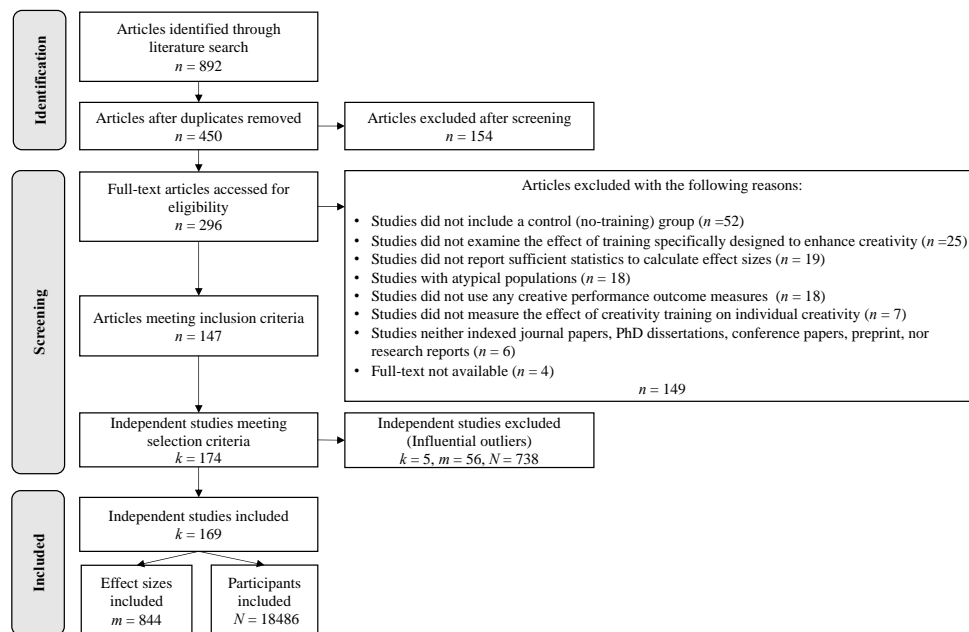 Identification
Articles identified through
literature search
n = 892
Articles after duplicates removed
n = 450
Articles excluded after screening
n = 154
Screening
Full-text articles accessed for
eligibility
n = 296
Articles excluded with the following reasons:
• Studies did not include a control (no-training) group (n =52)
• Studies did not examine the effect of training specifically designed to enhance creativity (n =25)
• Studies did not report sufficient statistics to calculate effect sizes (n = 19)
• Studies with atypical populations (n = 18)
• Studies did not use any creative performance outcome measures (n = 18)
• Studies did not measure the effect of creativity training on individual creativity (n = 7)
• Studies neither indexed journal papers, PhD dissertations, conference papers, preprint, nor
research reports (n = 6)
• Full-text not available (n = 4)
n = 149
Articles meeting inclusion criteria
n = 147
Independent studies meeting
selection criteria
k = 174
Independent studies excluded
(Influential outliers)
k = 5, m = 56, N = 738
Included
Independent studies included
k = 169
Effect sizes
included
m = 844
Participants
included
N = 18486